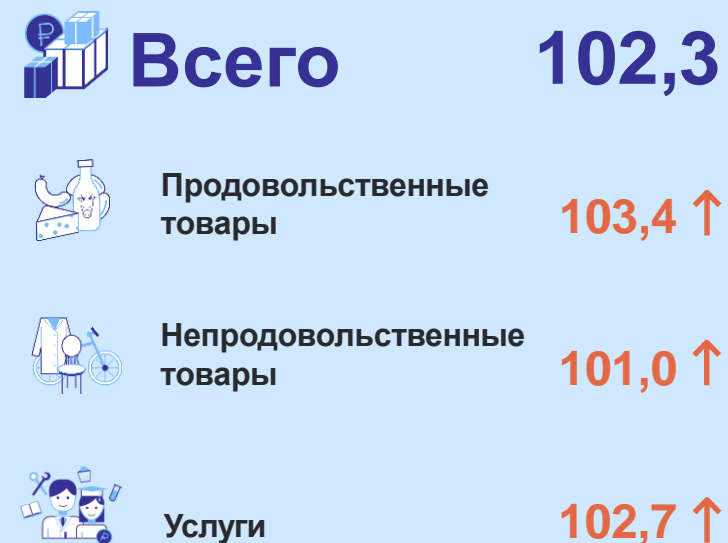 Всего 102,3
Продовольственные
товары 103,4 ↑
Непродовольственные
товары 101,0 ↑
Услуги 102,7 ↑